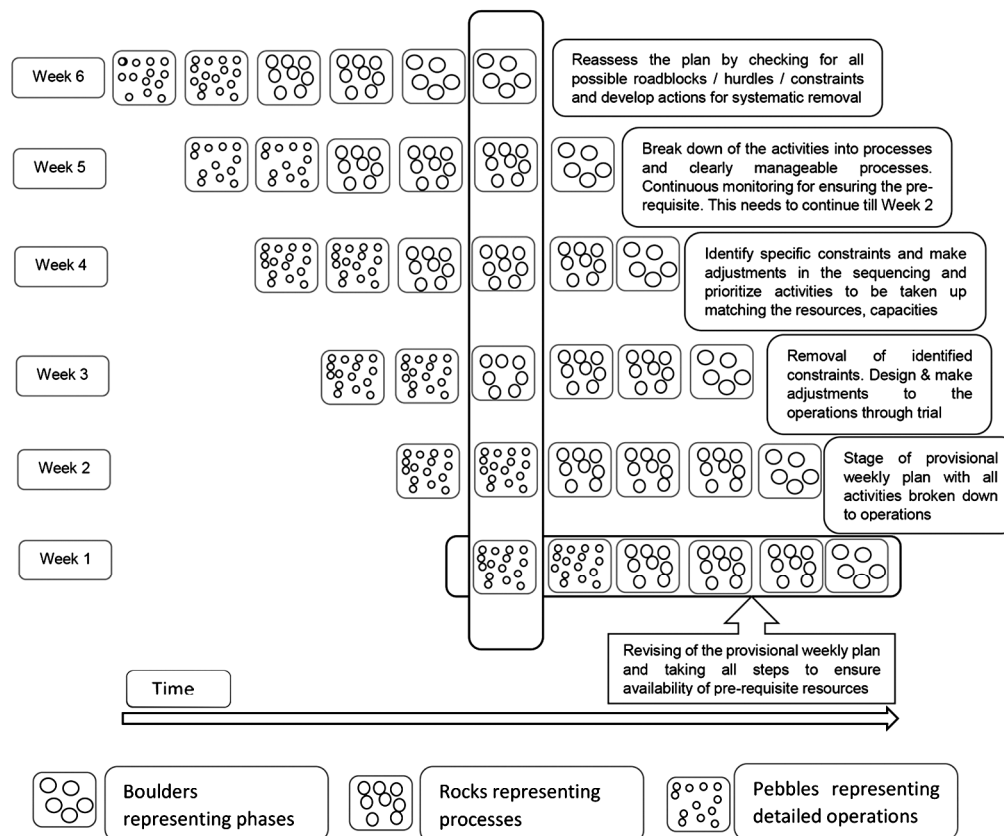 Week 6
Reassess the plan by checking for all
possible roadblocks / hurdles / constraints
and develop actions for systematic removal
Week 5
Break down of the activities into processes
and clearly manageable processes.
Continuous monitoring for ensuring the pre-
requisite. This needs to continue till Week 2
Week 4
Identify specific constraints and make
adjustments in the sequencing and
prioritize activities to be taken up
matching the resources, capacities
Week 3
Removal of identified
constraints. Design & make
adjustments to the
operations through trial
Week 2
Stage of provisional
weekly plan with all
activities broken down
to operations
Week 1
Revising of the provisional weekly plan
and taking all steps to ensure
availability of pre-requisite resources
Time
Boulders
representing phases
Rocks representing
processes
Pebbles representing
detailed operations